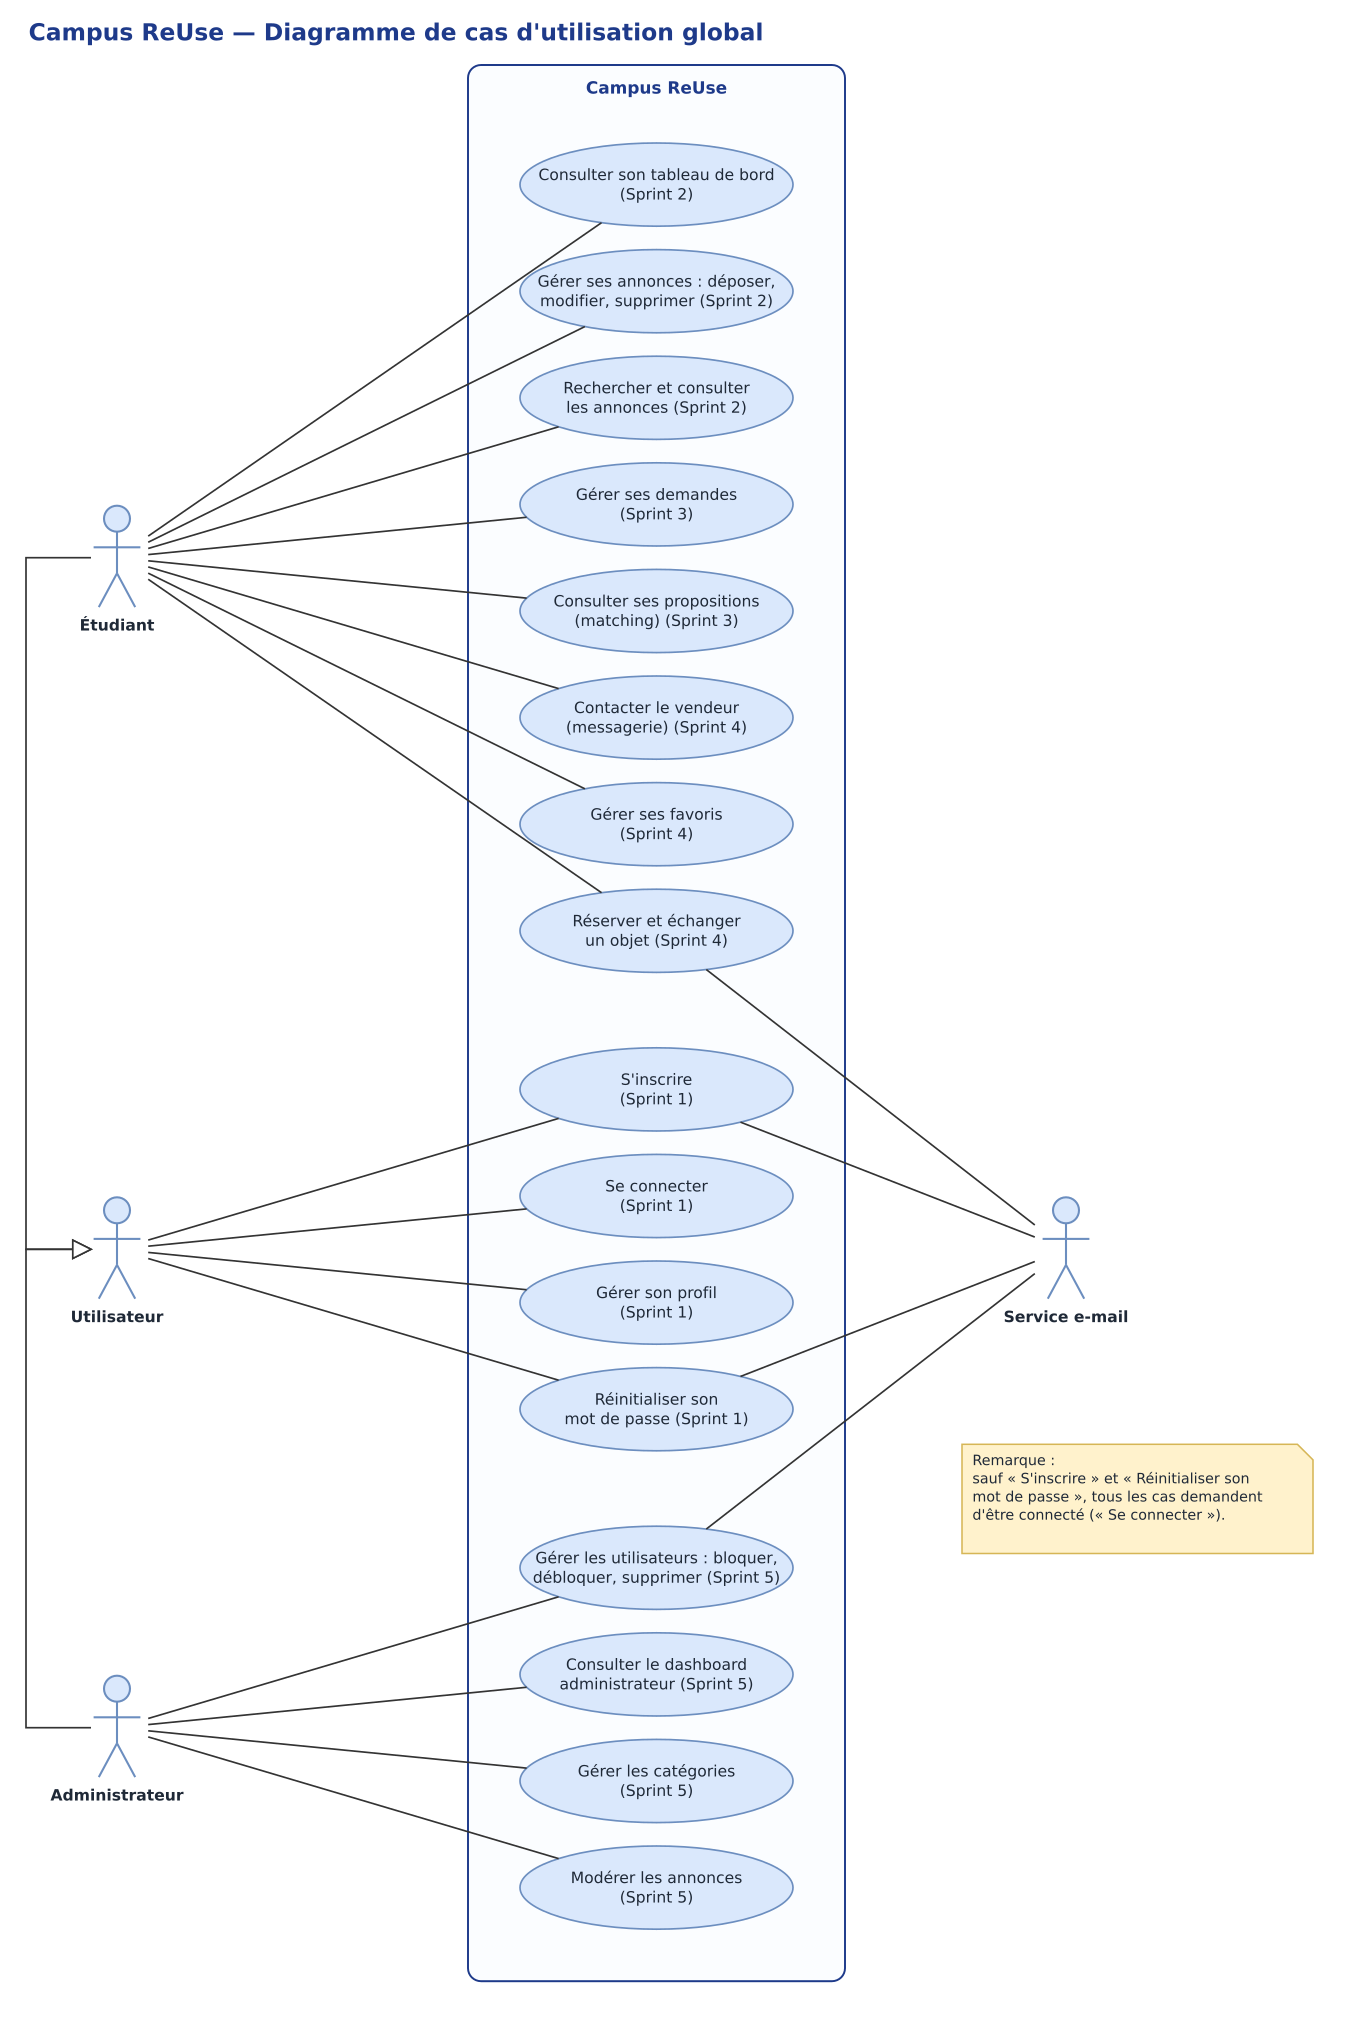 Campus ReUse — Diagramme de cas d'utilisation global
Campus ReUse
Consulter son tableau de bord
(Sprint 2)
Gérer ses annonces : déposer,
modifier, supprimer (Sprint 2)
Rechercher et consulter
les annonces (Sprint 2)
Gérer ses demandes
(Sprint 3)
Étudiant
Consulter ses propositions
(matching) (Sprint 3)
Contacter le vendeur
(messagerie) (Sprint 4)
Gérer ses favoris
(Sprint 4)
Réserver et échanger
un objet (Sprint 4)
S'inscrire
(Sprint 1)
Se connecter
(Sprint 1)
Utilisateur
Gérer son profil
(Sprint 1)
Service e-mail
Réinitialiser son
mot de passe (Sprint 1)
Remarque :
sauf « S'inscrire » et « Réinitialiser son
mot de passe », tous les cas demandent
d'être connecté (« Se connecter »).
Gérer les utilisateurs : bloquer,
débloquer, supprimer (Sprint 5)
Consulter le dashboard
administrateur (Sprint 5)
Administrateur
Gérer les catégories
(Sprint 5)
Modérer les annonces
(Sprint 5)